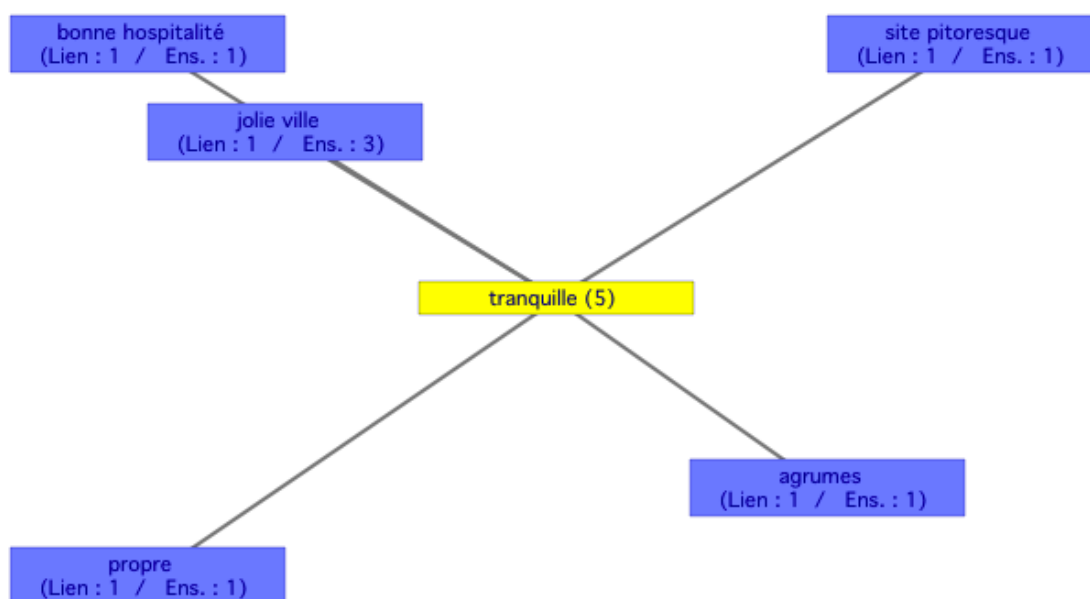 bonne hospitalité
(Lien : 1 / Ens. : 1)
site pitoresque
(Lien : 1 / Ens. : 1)
jolie ville
(Lien : 1 / Ens. : 3)
tranquille (5)
agrumes
(Lien : 1 / Ens. : 1)
propre
(Lien : 1 / Ens. : 1)